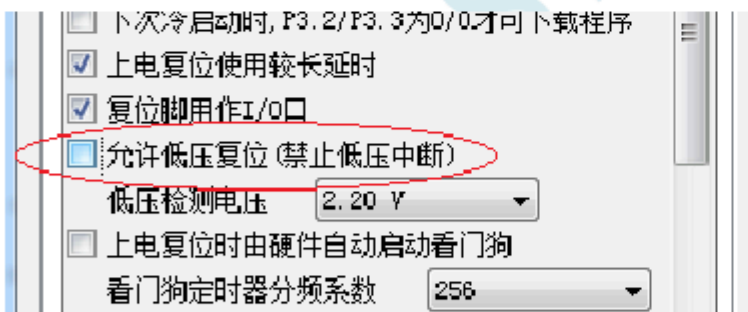 下次冷启动时,P3.2/P3.3为0/0才可下载程序
上电复位使用较长延时
复位脚用作I/O口
允许低压复位(禁止低压中断)
低压检测电压 2.20 V
上电复位时由硬件自动启动看门狗
看门狗定时器分频系数 256